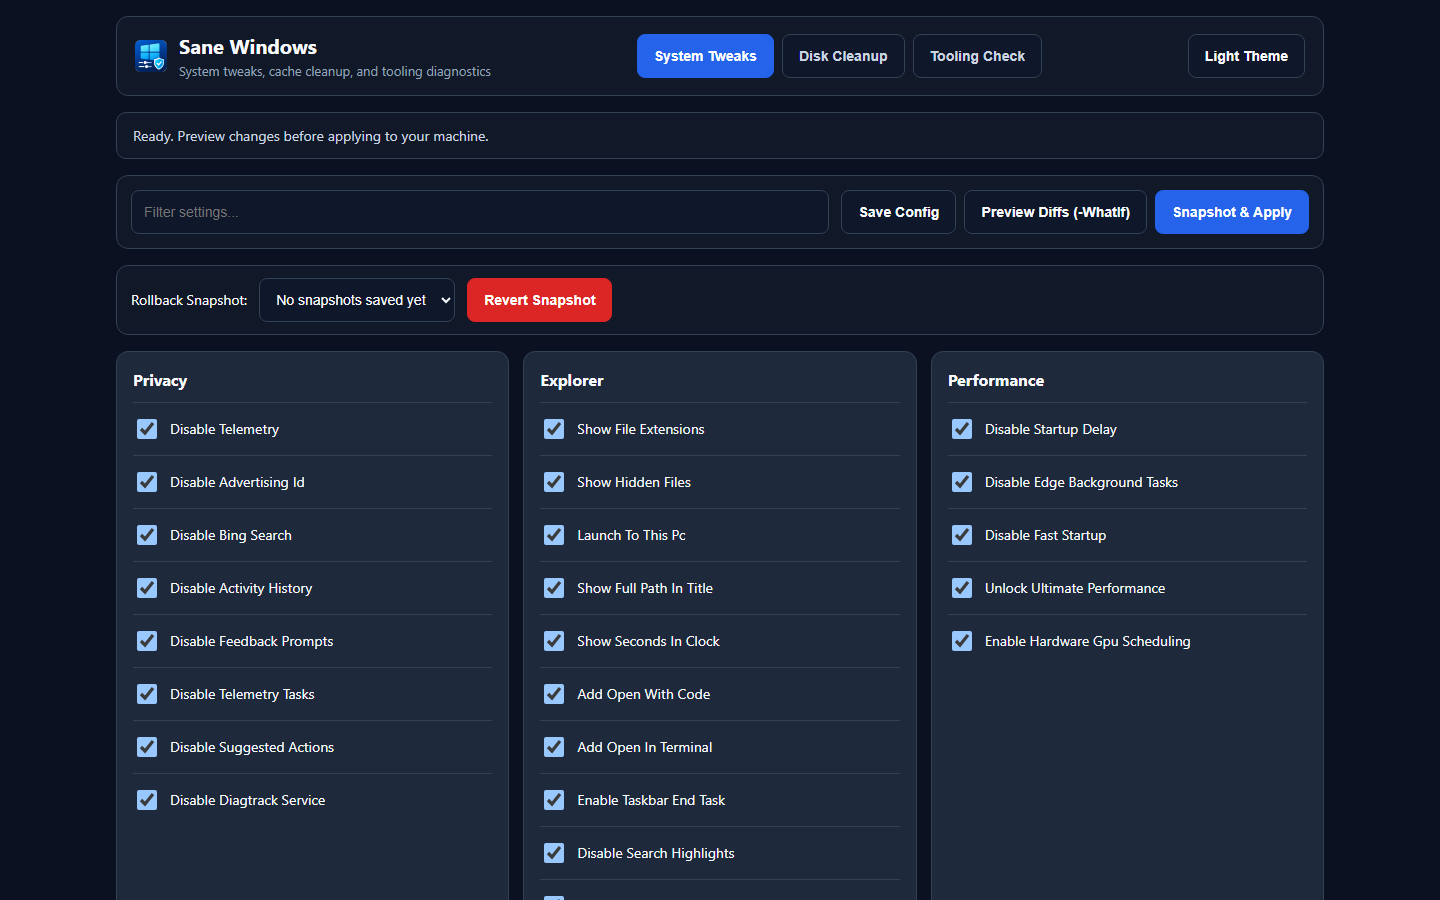 Sane Windows
System tweaks, cache cleanup, and tooling diagnostics
System Tweaks
Disk Cleanup
Tooling Check
Light Theme
Ready. Preview changes before applying to your machine.
Filter settings...
Save Config
Preview Diffs (-WhatIf)
Snapshot & Apply
Rollback Snapshot:
No snapshots saved yet
Revert Snapshot
Privacy
Disable Telemetry
Disable Advertising Id
Disable Bing Search
Disable Activity History
Disable Feedback Prompts
Disable Telemetry Tasks
Disable Suggested Actions
Disable Diagtrack Service
Explorer
Show File Extensions
Show Hidden Files
Launch To This Pc
Show Full Path In Title
Show Seconds In Clock
Add Open With Code
Add Open In Terminal
Enable Taskbar End Task
Disable Search Highlights
Performance
Disable Startup Delay
Disable Edge Background Tasks
Disable Fast Startup
Unlock Ultimate Performance
Enable Hardware Gpu Scheduling